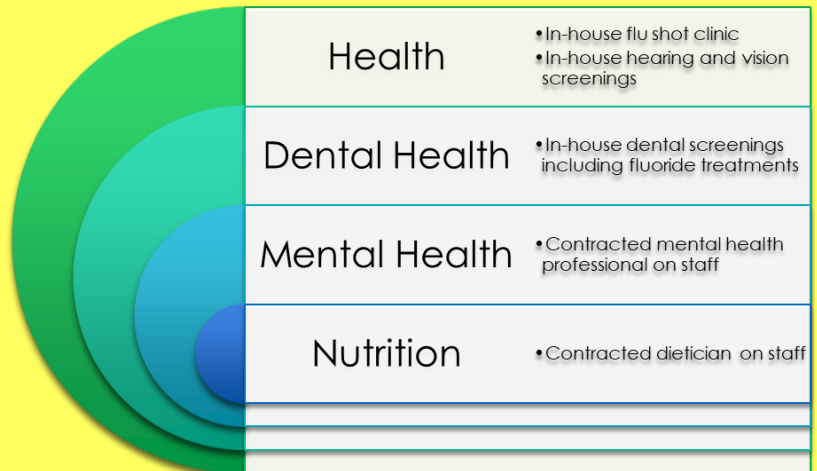 Health
•In-house flu shot clinic
•In-house hearing and vision
screenings
Dental Health
•In-house dental screenings
including fluoride treatments
Mental Health
•Contracted mental health
professional on staff
Nutrition
•Contracted dietician on staff